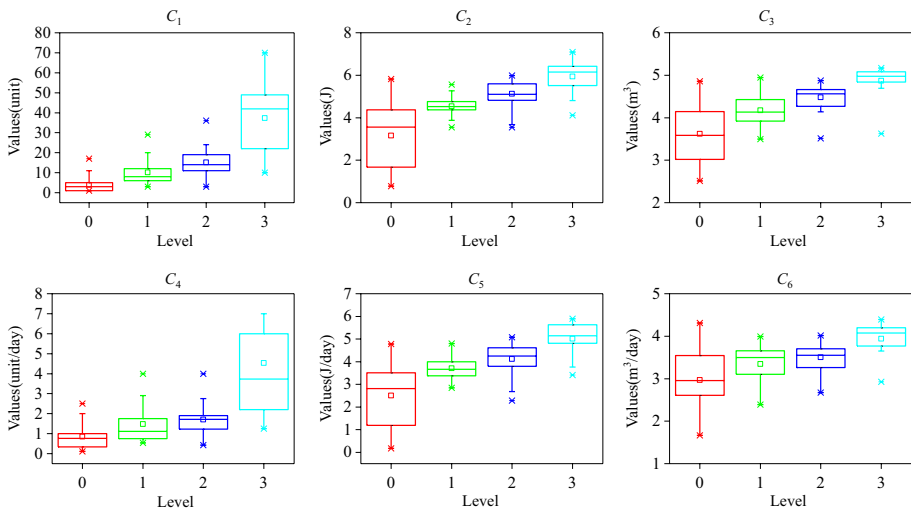 C₁
Values(unit)
80
70
60
50
40
30
20
10
0
0 1 2 3
Level
C₂
Values(J)
8
6
4
2
0
0 1 2 3
Level
C₃
Values(m³)
6
5
4
3
2
0 1 2 3
Level
C₄
Values(unit/day)
8
7
6
5
4
3
2
1
0
0 1 2 3
Level
C₅
Values(J/day)
7
6
5
4
3
2
1
0
0 1 2 3
Level
C₆
Values(m³/day)
5
4
3
2
1
0 1 2 3
Level